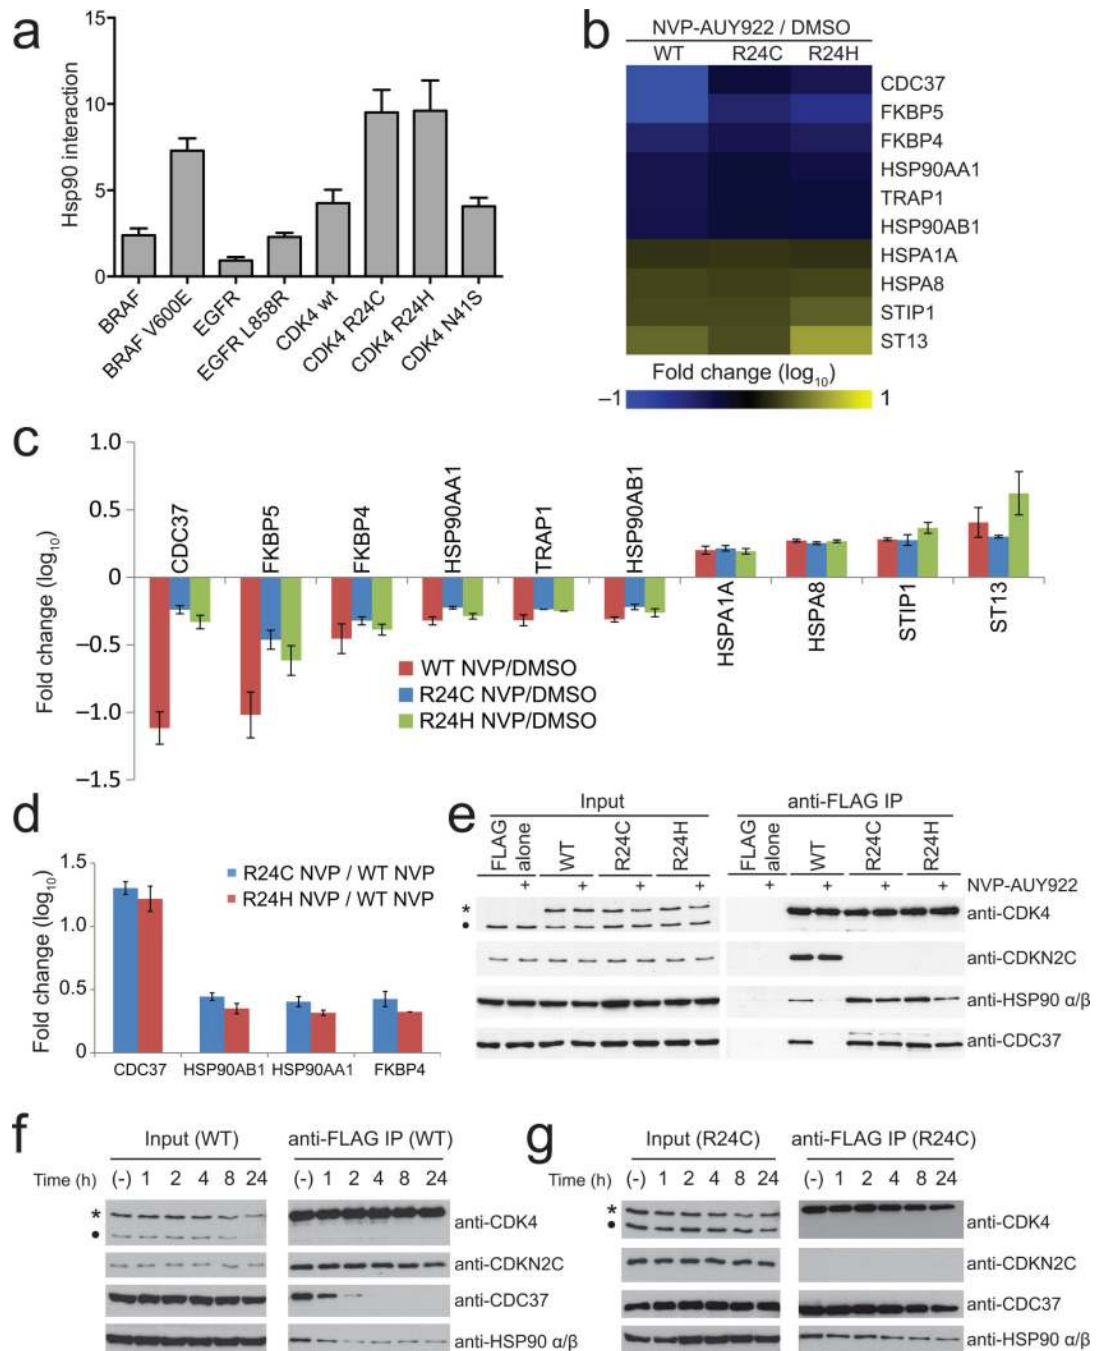 a
Hsp90 interaction
15
10
5
0
BRAF
BRAF V600E
EGFR
EGFR L858R
CDK4 wt
CDK4 R24C
CDK4 R24H
CDK4 N41S
b
NVP-AUY922 / DMSO
WT R24C R24H
CDC37
FKBP5
FKBP4
HSP90AA1
TRAP1
HSP90AB1
HSPA1A
HSPA8
STIP1
ST13
Fold change (log10)
–1 1
c
Fold change (log10)
1.0
0.5
0
–0.5
–1.0
–1.5
CDC37
FKBP5
FKBP4
HSP90AA1
TRAP1
HSP90AB1
HSPA1A
HSPA8
STIP1
ST13
WT NVP/DMSO
R24C NVP/DMSO
R24H NVP/DMSO
d
Fold change (log10)
1.5
1.0
0.5
0
R24C NVP / WT NVP
R24H NVP / WT NVP
CDC37 HSP90AB1 HSP90AA1 FKBP4
e
Input anti-FLAG IP
FLAG alone WT R24C R24H FLAG alone WT R24C R24H
+ + + + + + + + NVP-AUY922
* anti-CDK4
•
anti-CDKN2C
anti-HSP90 α/β
anti-CDC37
f
Input (WT) anti-FLAG IP (WT)
Time (h) (-) 1 2 4 8 24 (-) 1 2 4 8 24
* anti-CDK4
•
anti-CDKN2C
anti-CDC37
anti-HSP90 α/β
g
Input (R24C) anti-FLAG IP (R24C)
Time (h) (-) 1 2 4 8 24 (-) 1 2 4 8 24
* anti-CDK4
•
anti-CDKN2C
anti-CDC37
anti-HSP90 α/β